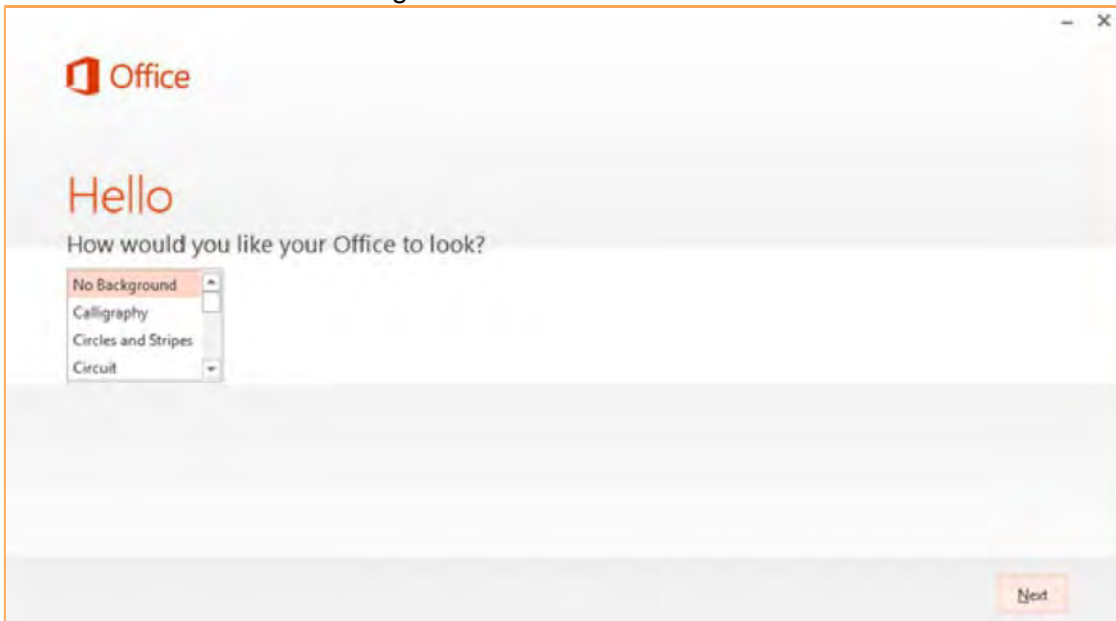 Office
Hello
How would you like your Office to look?
No Background
Calligraphy
Circles and Stripes
Circuit
Next